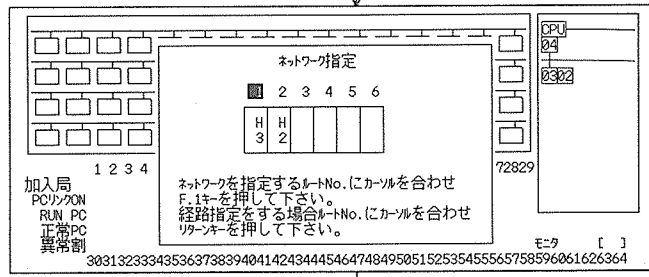 CPU
04
0302
ネットワーク指定
1 2 3 4 5 6
H H
3 2
1 2 3 4
72829
加入局
PCリンクON
RUN PC
正常PC
異常割
ネットワークを指定するルートNo.にカーソルを合わせ
F.1キーを押して下さい。
経路指定をする場合ルートNo.にカーソルを合わせ
リターンキーを押して下さい。
モニタ [ ]
3031323334353637383940414243444546474849505152535455565758596061626364